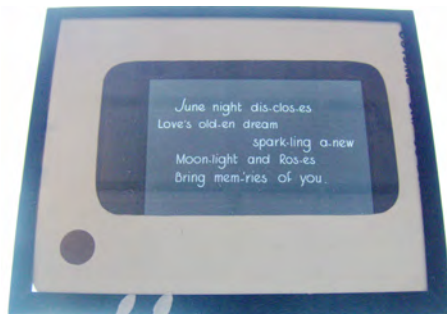 June night dis-clos-es
Love's old-en dream
spark-ling a-new
Moon-light and Ros-es
Bring mem-'ries of you.